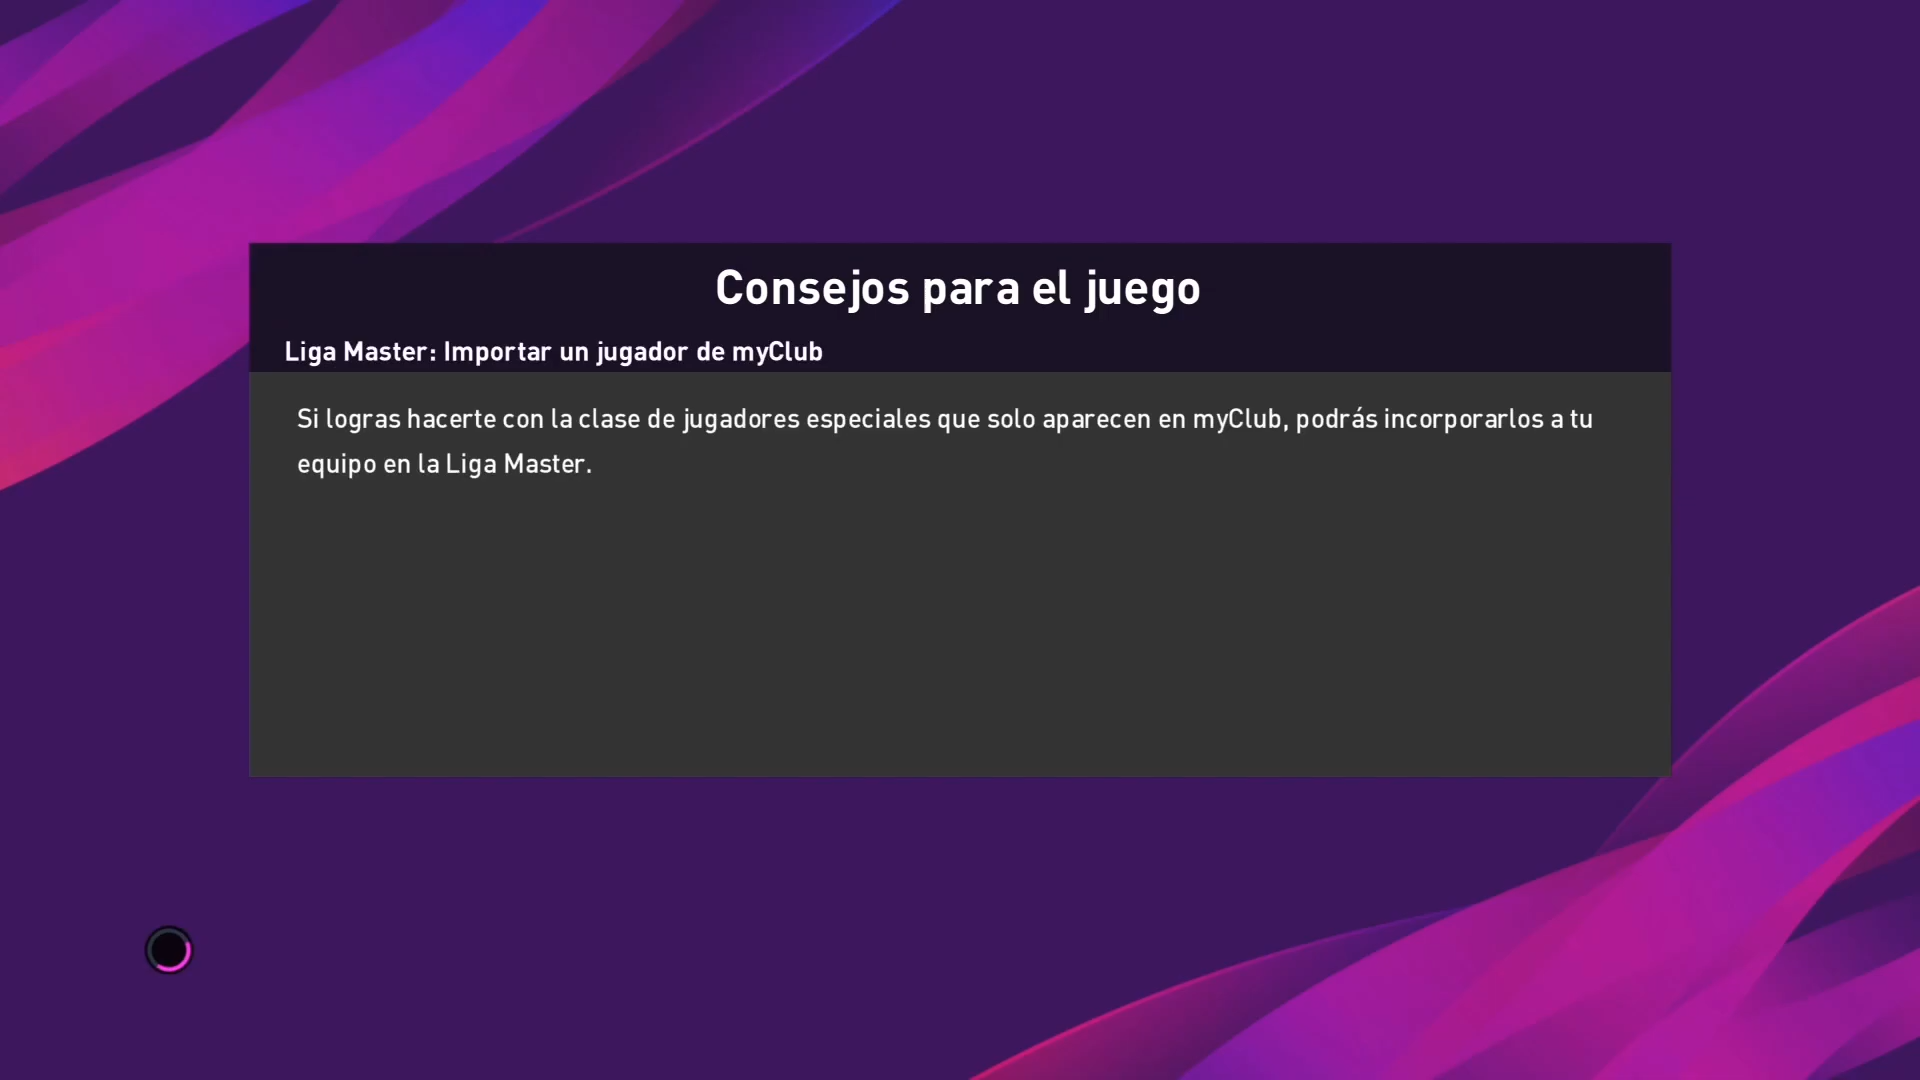 Consejos para el juego
Liga Master: Importar un jugador de myClub
Si logras hacerte con la clase de jugadores especiales que solo aparecen en myClub, podrás incorporarlos a tu
equipo en la Liga Master.